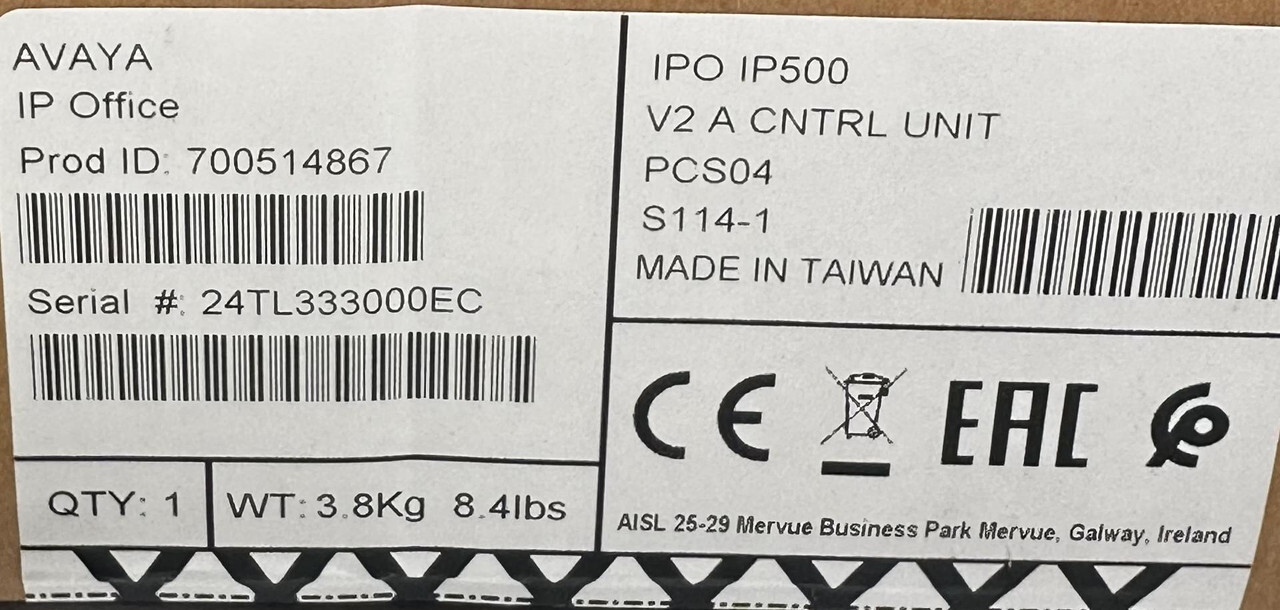 AVAYA
IP Office
Prod ID: 700514867
Serial #: 24TL333000EC
QTY: 1
WT: 3.8Kg 8.4lbs
IPO IP500
V2 A CNTRL UNIT
PCS04
S114-1
MADE IN TAIWAN
CE
EAC
AISL 25-29 Mervue Business Park Mervue, Galway, Ireland